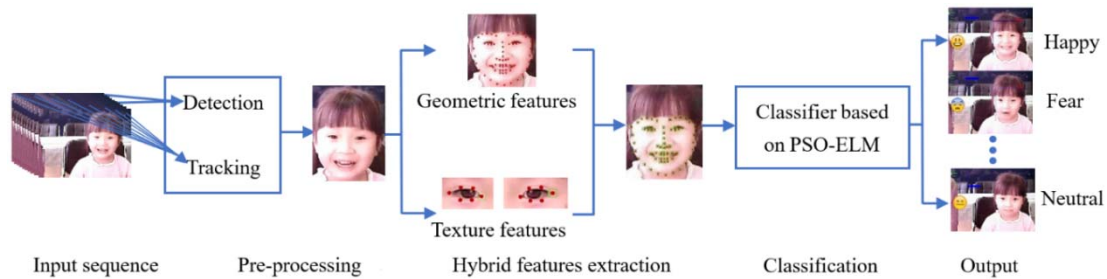 Detection
Tracking
Geometric features
Texture features
Classifier based
on PSO-ELM
Happy
Fear
Neutral
Input sequence
Pre-processing
Hybrid features extraction
Classification
Output